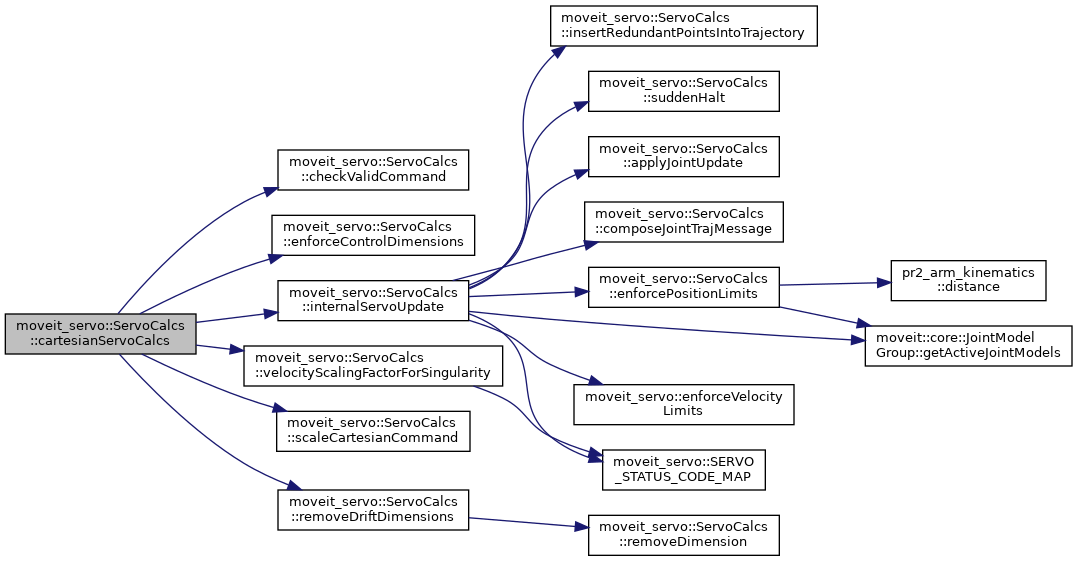 moveit_servo::ServoCalcs
::cartesianServoCalcs
moveit_servo::ServoCalcs
::checkValidCommand
moveit_servo::ServoCalcs
::enforceControlDimensions
moveit_servo::ServoCalcs
::internalServoUpdate
moveit_servo::ServoCalcs
::velocityScalingFactorForSingularity
moveit_servo::ServoCalcs
::scaleCartesianCommand
moveit_servo::ServoCalcs
::removeDriftDimensions
moveit_servo::ServoCalcs
::insertRedundantPointsIntoTrajectory
moveit_servo::ServoCalcs
::suddenHalt
moveit_servo::ServoCalcs
::applyJointUpdate
moveit_servo::ServoCalcs
::composeJointTrajMessage
moveit_servo::ServoCalcs
::enforcePositionLimits
moveit_servo::enforceVelocity
Limits
moveit_servo::SERVO
_STATUS_CODE_MAP
moveit_servo::ServoCalcs
::removeDimension
pr2_arm_kinematics
::distance
moveit::core::JointModel
Group::getActiveJointModels